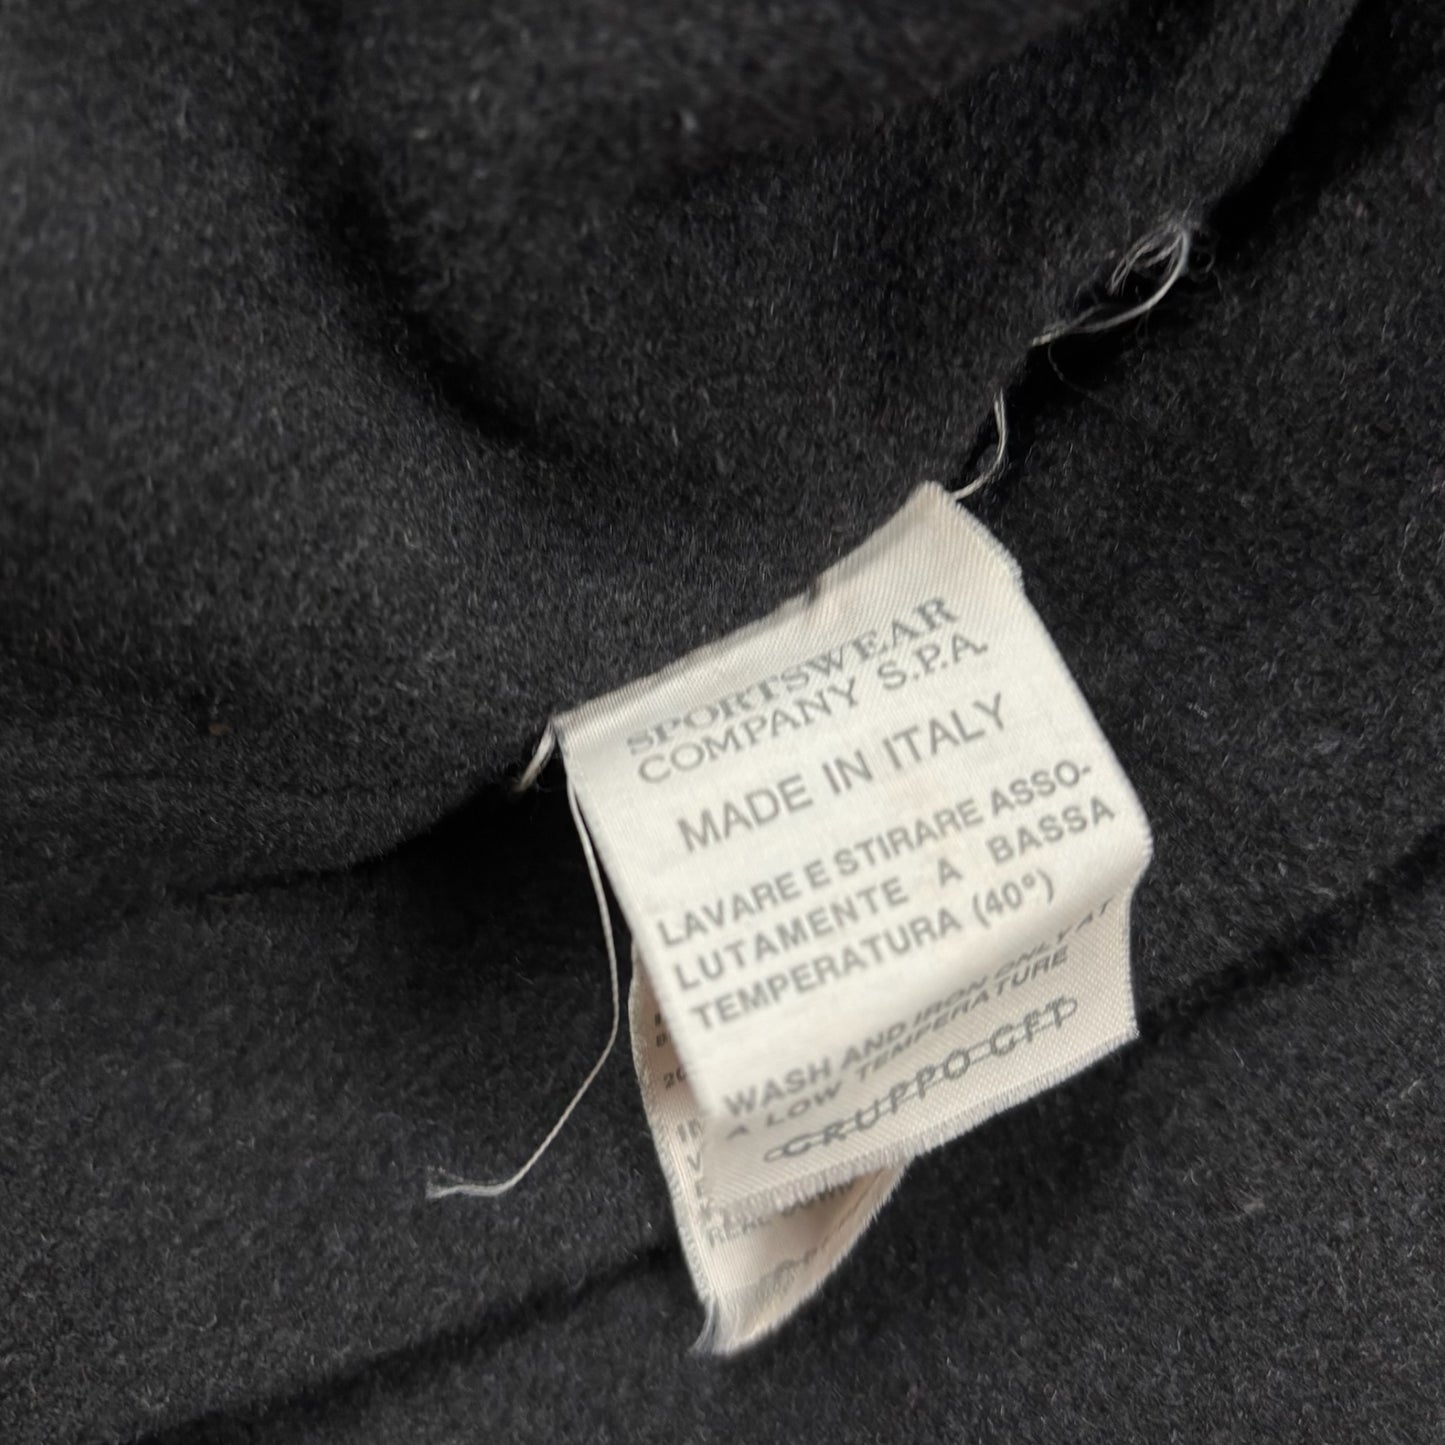 SPORTSWEAR
COMPANY S.P.A.
MADE IN ITALY
LAVARE E STIRARE ASSO-
LUTAMENTE A BASSA
TEMPERATURA (40°)
WASH AND IRON ONLY AT
A LOW TEMPERATURE
GRUPPO GFT